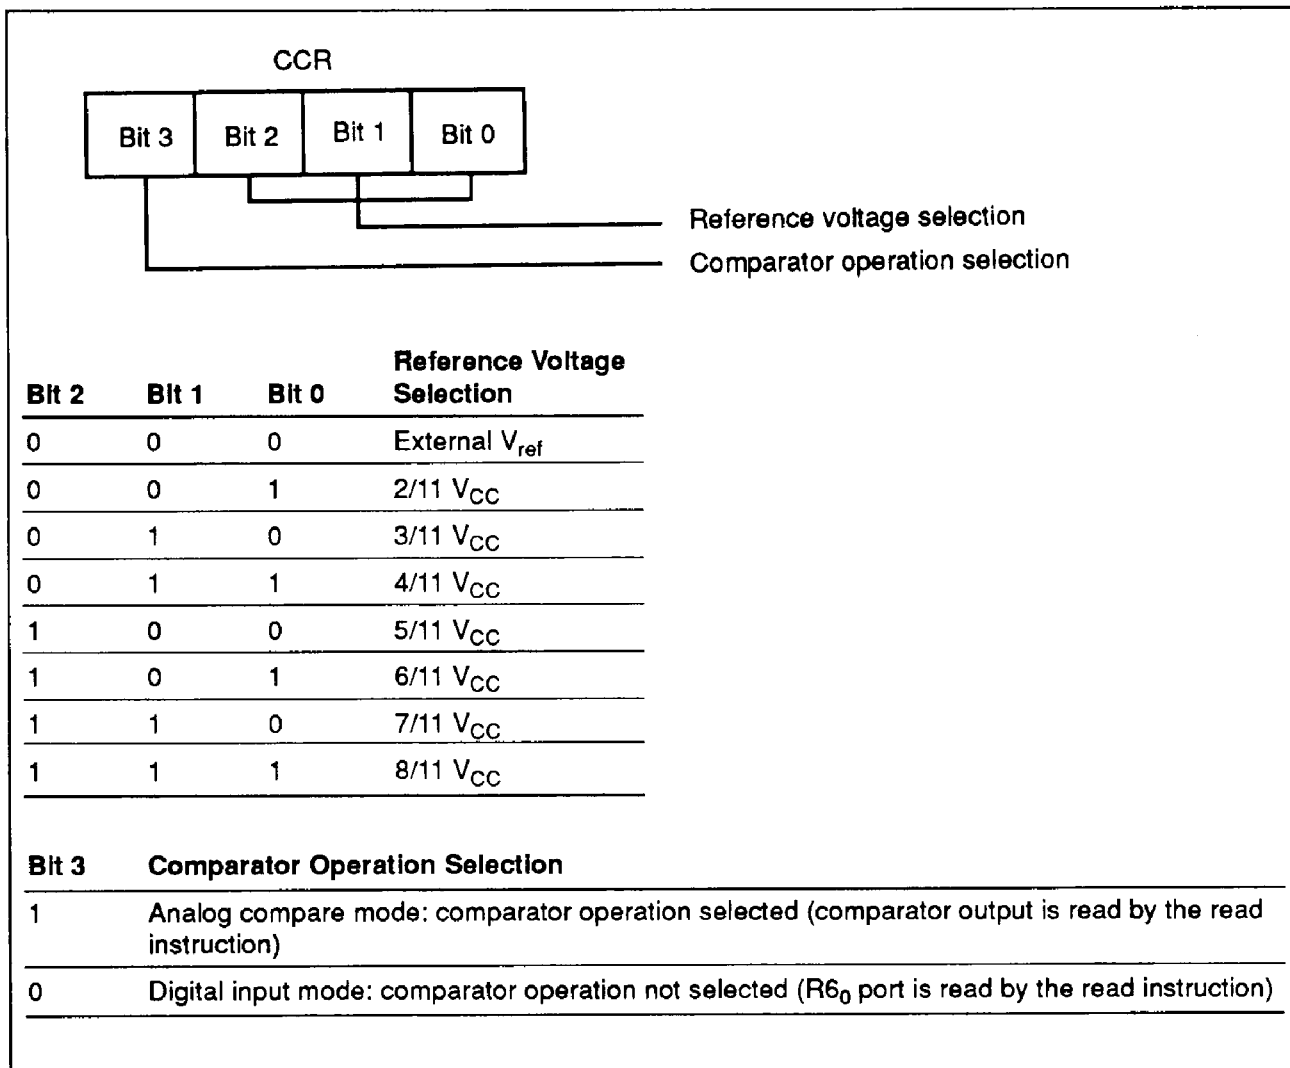 CCR
Bit 3 Bit 2 Bit 1 Bit 0
Reference voltage selection
Comparator operation selection
Reference Voltage
Bit 2 Bit 1 Bit 0 Selection
0 0 0 External Vref
0 0 1 2/11 VCC
0 1 0 3/11 VCC
0 1 1 4/11 VCC
1 0 0 5/11 VCC
1 0 1 6/11 VCC
1 1 0 7/11 VCC
1 1 1 8/11 VCC
Bit 3 Comparator Operation Selection
1 Analog compare mode: comparator operation selected (comparator output is read by the read
instruction)
0 Digital input mode: comparator operation not selected (R60 port is read by the read instruction)